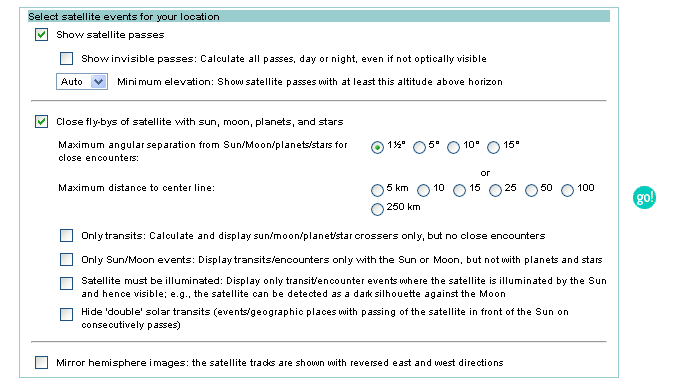 Select satellite events for your location
Show satellite passes
Show invisible passes: Calculate all passes, day or night, even if not optically visible
Auto Minimum elevation: Show satellite passes with at least this altitude above horizon
Close fly-bys of satellite with sun, moon, planets, and stars
Maximum angular separation from Sun/Moon/planets/stars for
close encounters:
1½° 5° 10° 15°
or
Maximum distance to center line:
5 km 10 15 25 50 100
250 km
go!
Only transits: Calculate and display sun/moon/planet/star crossers only, but no close encounters
Only Sun/Moon events: Display transits/encounters only with the Sun or Moon, but not with planets and stars
Satellite must be illuminated: Display only transit/encounter events where the satellite is illuminated by the Sun
and hence visible; e.g., the satellite can be detected as a dark silhouette against the Moon
Hide 'double' solar transits (events/geographic places with passing of the satellite in front of the Sun on
consecutively passes)
Mirror hemisphere images: the satellite tracks are shown with reversed east and west directions